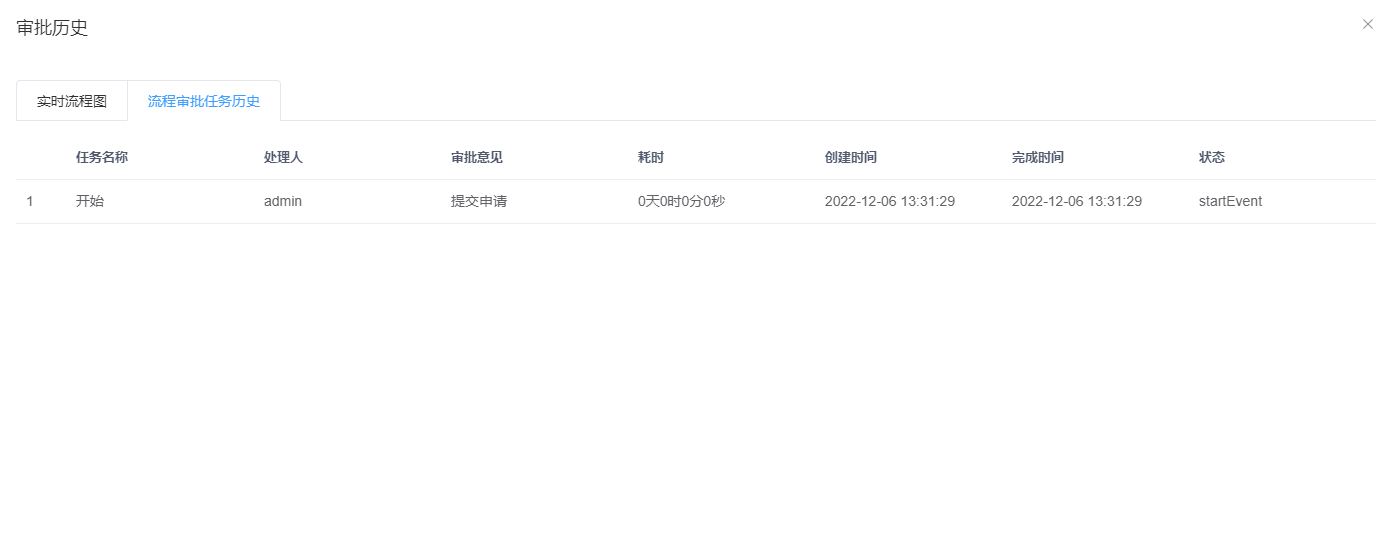 审批历史
实时流程图 流程审批任务历史
任务名称 处理人 审批意见 耗时 创建时间 完成时间 状态
1 开始 admin 提交申请 0天0时0分0秒 2022-12-06 13:31:29 2022-12-06 13:31:29 startEvent